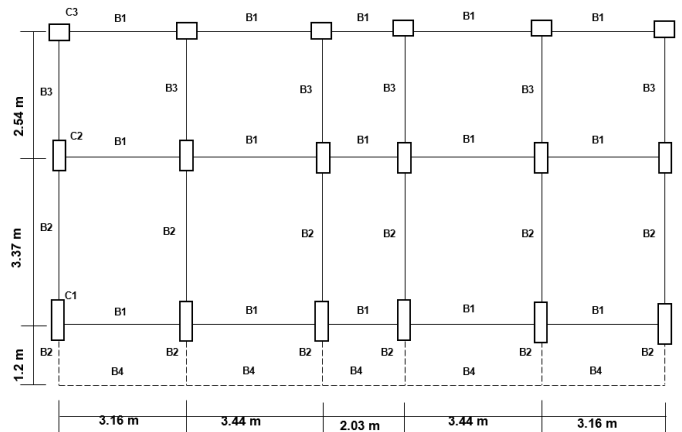 C3 B1 B1 B1 B1 B1
B3 B3 B3 B3 B3 B3
2.54 m
C2 B1 B1 B1 B1 B1
B2 B2 B2 B2 B2 B2
3.37 m
C1 B1 B1 B1 B1 B1
B2 B2 B2 B2 B2 B2
1.2 m
B4 B4 B4 B4 B4
3.16 m 3.44 m 2.03 m 3.44 m 3.16 m